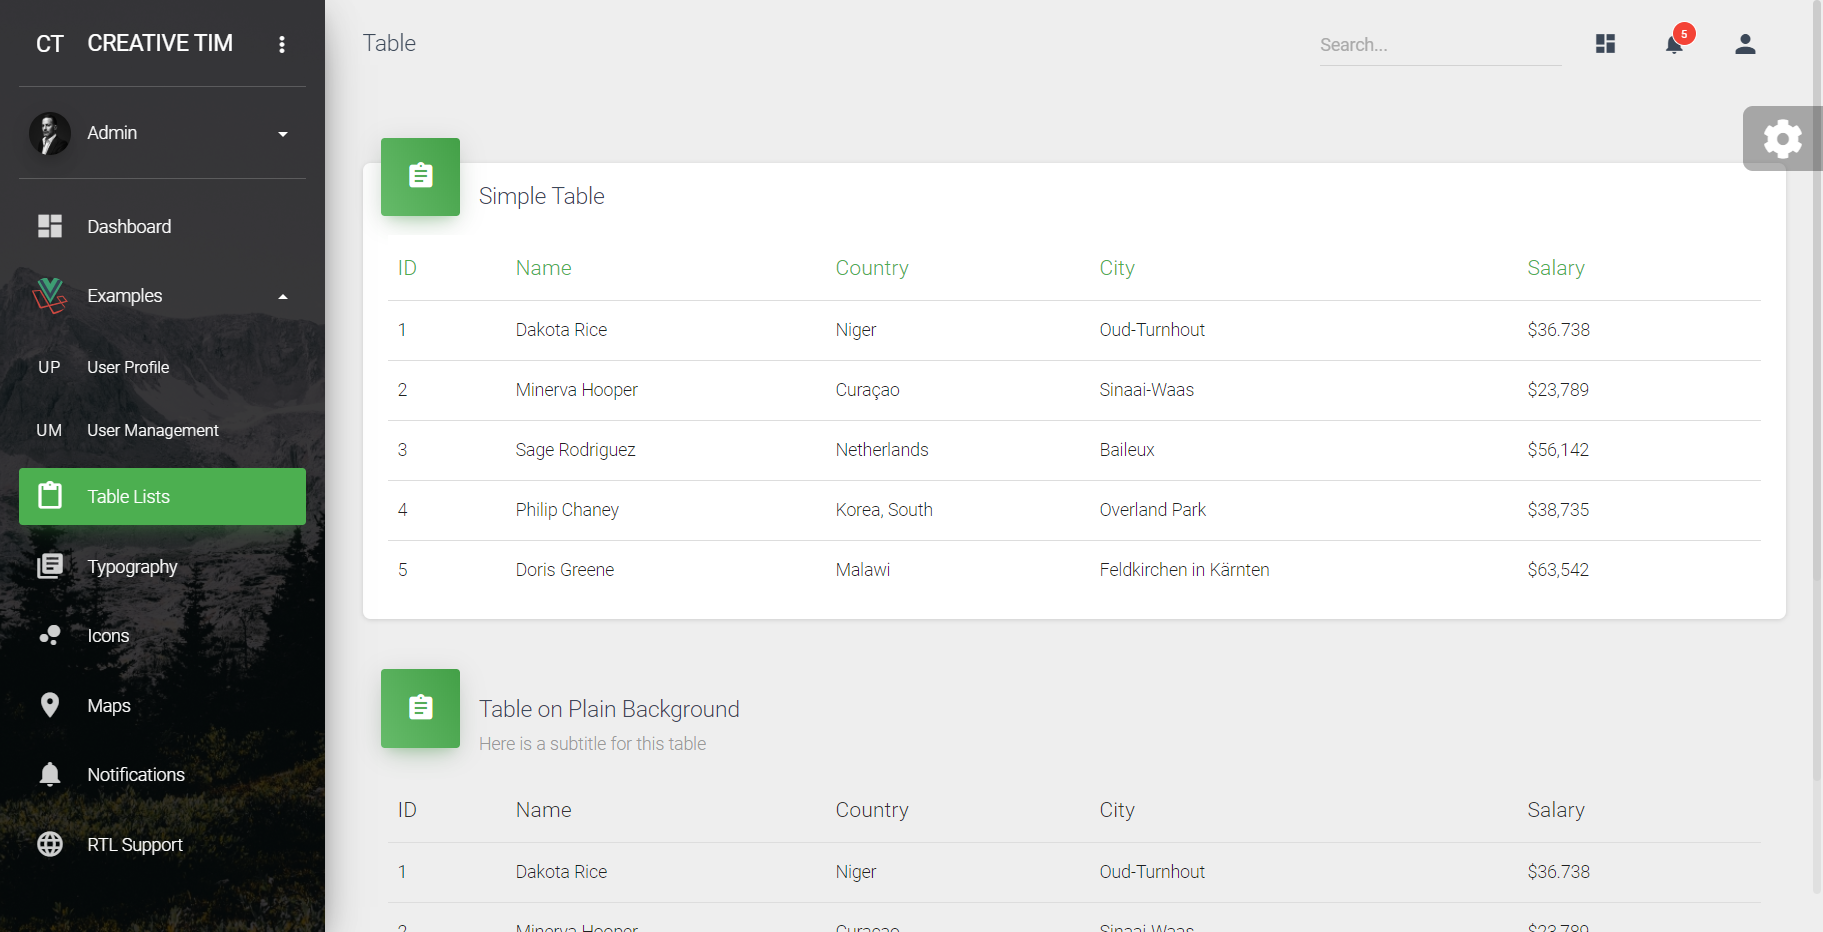 CT CREATIVE TIM
Admin
Dashboard
Examples
UP User Profile
UM User Management
Table Lists
Typography
Icons
Maps
Notifications
RTL Support
Table
Search...
5
Simple Table
ID Name Country City Salary
1 Dakota Rice Niger Oud-Turnhout $36.738
2 Minerva Hooper Curaçao Sinaai-Waas $23,789
3 Sage Rodriguez Netherlands Baileux $56,142
4 Philip Chaney Korea, South Overland Park $38,735
5 Doris Greene Malawi Feldkirchen in Kärnten $63,542
Table on Plain Background
Here is a subtitle for this table
ID Name Country City Salary
1 Dakota Rice Niger Oud-Turnhout $36.738
2 Minerva Hooper Curaçao Sinaai-Waas $23,789